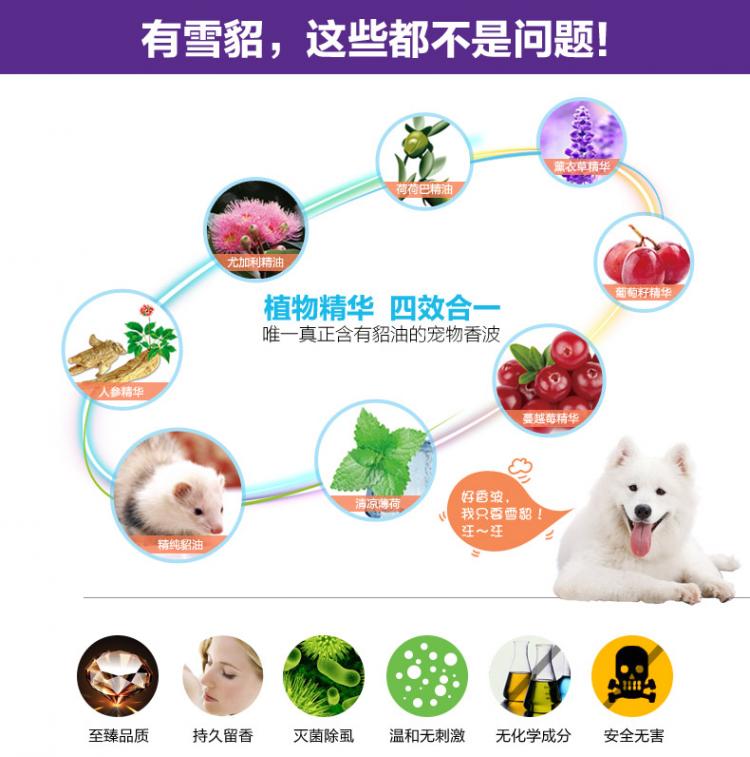 有雪貂，这些都不是问题!
荷荷巴精油
薰衣草精华
尤加利精油
葡萄籽精华
植物精华 四效合一
唯一真正含有貂油的宠物香波
人参精华
蔓越莓精华
清凉薄荷
精纯貂油
好香波，
我只要雪貂！
汪～汪
至臻品质
持久留香
灭菌除虱
温和无刺激
无化学成分
安全无害